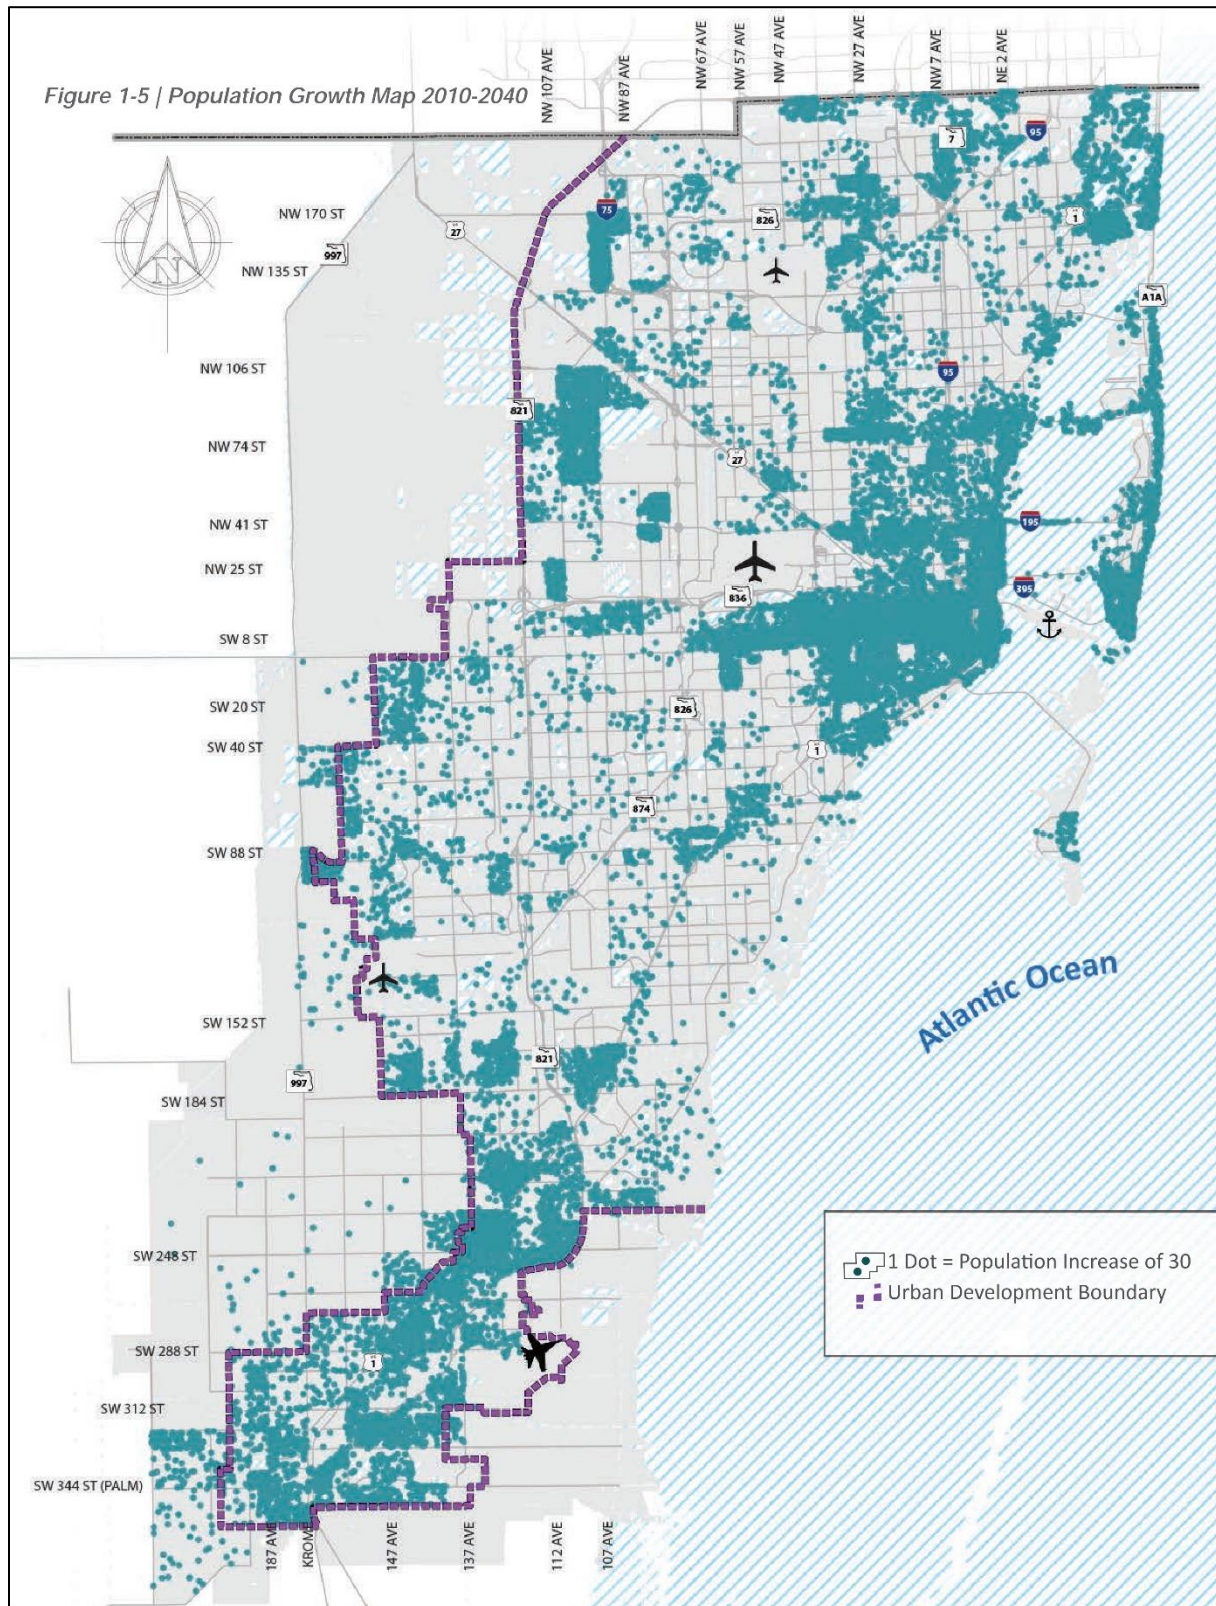 NW 107 AVE
NW 87 AVE
NW 67 AVE
NW 57 AVE
NW 47 AVE
NW 27 AVE
NW 7 AVE
NE 2 AVE
Figure 1-5 | Population Growth Map 2010-2040
95
7
N
NW 170 ST
75
826
1
27
997
NW 135 ST
A1A
NW 106 ST
95
821
NW 74 ST
27
NW 41 ST
195
NW 25 ST
395
836
SW 8 ST
SW 20 ST
826
SW 40 ST
1
874
SW 88 ST
Atlantic Ocean
SW 152 ST
821
997
SW 184 ST
SW 248 ST
1 Dot = Population Increase of 30
Urban Development Boundary
SW 288 ST
1
SW 312 ST
SW 344 ST (PALM)
187 AVE
KROME
147 AVE
137 AVE
112 AVE
107 AVE